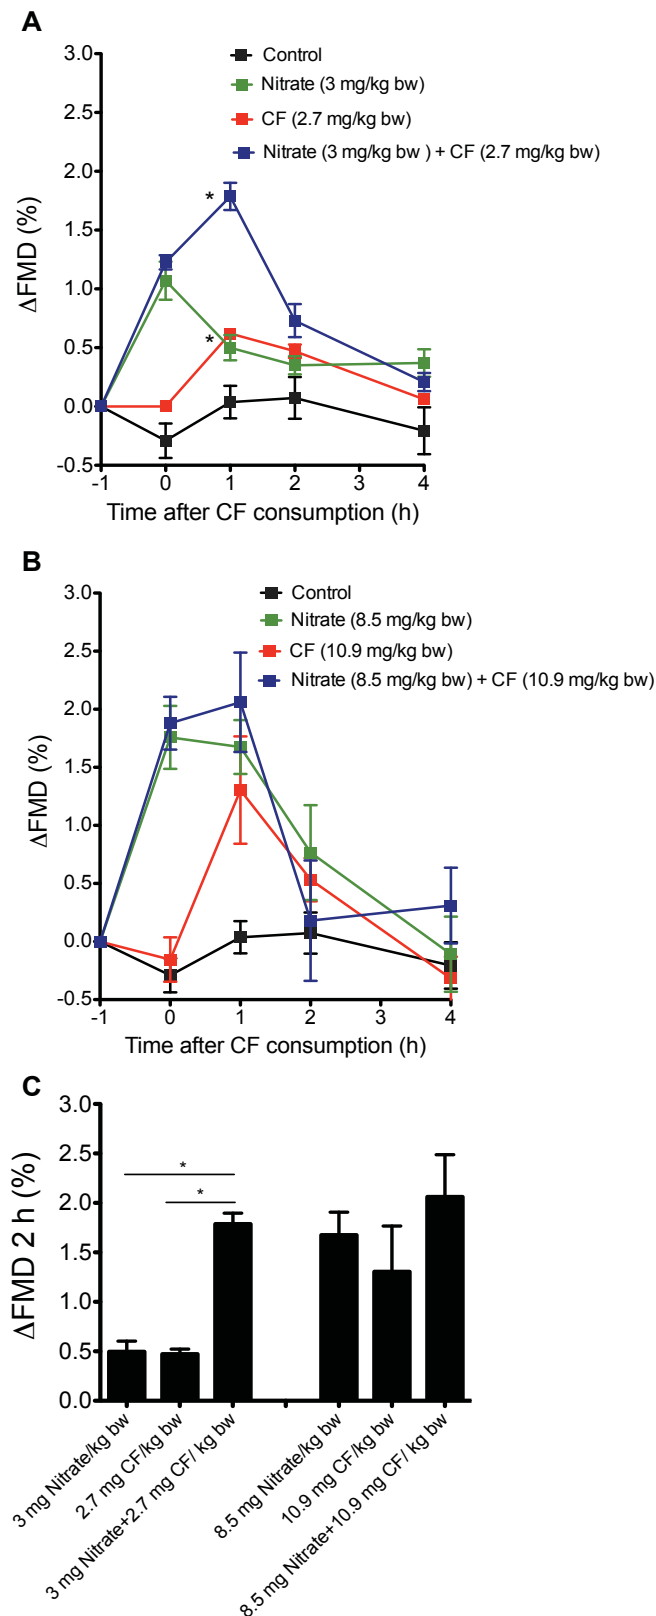 A
3.0
2.5
2.0
1.5
1.0
0.5
0.0
-0.5
ΔFMD (%)
Control
Nitrate (3 mg/kg bw)
CF (2.7 mg/kg bw)
Nitrate (3 mg/kg bw ) + CF (2.7 mg/kg bw)
*
*
-1 0 1 2 3 4
Time after CF consumption (h)
B
3.0
2.5
2.0
1.5
1.0
0.5
0.0
-0.5
ΔFMD (%)
Control
Nitrate (8.5 mg/kg bw)
CF (10.9 mg/kg bw)
Nitrate (8.5 mg/kg bw) + CF (10.9 mg/kg bw)
-1 0 1 2 3 4
Time after CF consumption (h)
C
3.0
2.5
2.0
1.5
1.0
0.5
0.0
ΔFMD 2 h (%)
*
*
3 mg Nitrate/kg bw
2.7 mg CF/kg bw
3 mg Nitrate+2.7 mg CF/ kg bw
8.5 mg Nitrate/kg bw
10.9 mg CF/kg bw
8.5 mg Nitrate+10.9 mg CF/ kg bw